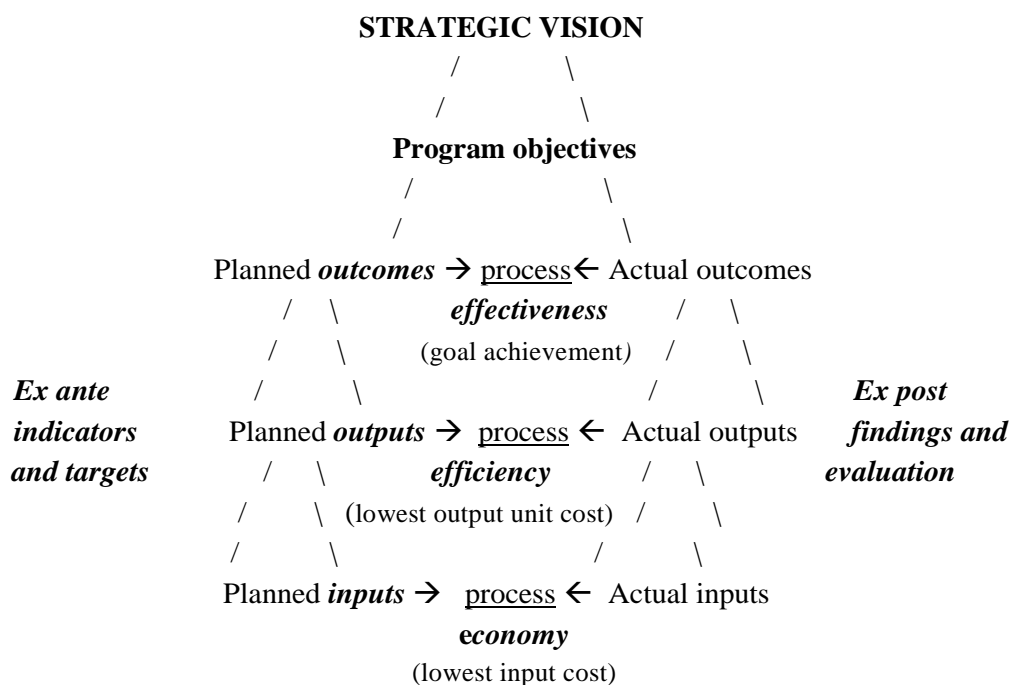 STRATEGIC VISION
/ \
/ \
Program objectives
/ \
/ \
Planned outcomes → process ← Actual outcomes
/ \ effectiveness / \
/ \ (goal achievement) / \
Ex ante / \ / \ Ex post
indicators Planned outputs → process ← Actual outputs findings and
and targets / \ efficiency / \ evaluation
/ \ (lowest output unit cost) / \
/ \ / \
Planned inputs → process ← Actual inputs
economy
(lowest input cost)